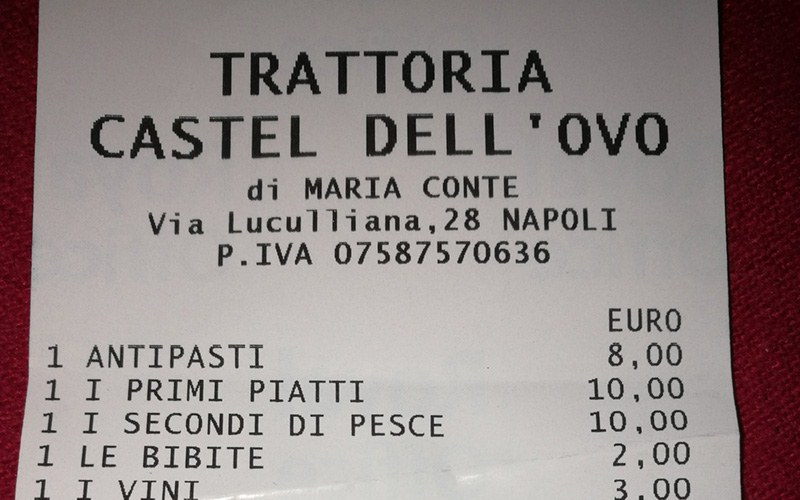 TRATTORIA
CASTEL DELL'OVO
di MARIA CONTE
Via Luculliana,28 NAPOLI
P.IVA 07587570636
EURO
1 ANTIPASTI 8,00
1 I PRIMI PIATTI 10,00
1 I SECONDI DI PESCE 10,00
1 LE BIBITE 2,00
1 I VINI 3,00